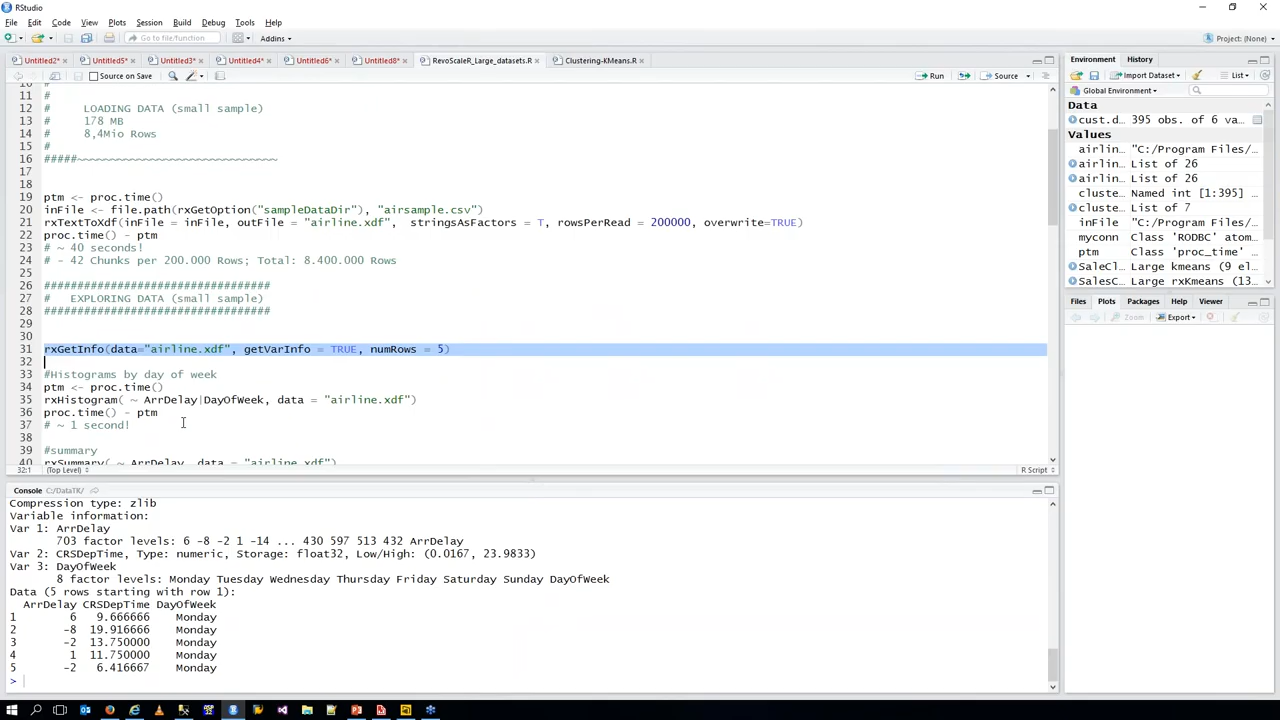 RStudio
File Edit Code View Plots Session Build Debug Tools Help
Go to file/function Addins Project: (None)
Untitled2* Untitled5* Untitled3* Untitled4* Untitled6* Untitled8* RevoScaleR_Large_datasets.R Clustering-KMeans.R
Source on Save Run Source
10 #
11 #
12 # LOADING DATA (small sample)
13 # 178 MB
14 # 8,4Mio Rows
15 #
16 #####~~~~~~~~~~~~~~~~~~~~~~~~~~~~~~
17
18
19 ptm <- proc.time()
20 inFile <- file.path(rxGetOption("sampleDataDir"), "airsample.csv")
21 rxTextToXdf(inFile = inFile, outFile = "airline.xdf", stringsAsFactors = T, rowsPerRead = 200000, overwrite=TRUE)
22 proc.time() - ptm
23 # ~ 40 seconds!
24 # - 42 Chunks per 200.000 Rows; Total: 8.400.000 Rows
25
26 ##################################
27 # EXPLORING DATA (small sample)
28 ##################################
29
30
31 rxGetInfo(data="airline.xdf", getVarInfo = TRUE, numRows = 5)
32
33 #Histograms by day of week
34 ptm <- proc.time()
35 rxHistogram( ~ ArrDelay|DayOfWeek, data = "airline.xdf")
36 proc.time() - ptm
37 # ~ 1 second!
38
39 #summary
40 rxSummary( ~ ArrDelay, data = "airline.xdf")
32:1 (Top Level) R Script
Console C:/DataTK/
Compression type: zlib
Variable information:
Var 1: ArrDelay
703 factor levels: 6 -8 -2 1 -14 ... 430 597 513 432 ArrDelay
Var 2: CRSDepTime, Type: numeric, Storage: float32, Low/High: (0.0167, 23.9833)
Var 3: DayOfWeek
8 factor levels: Monday Tuesday Wednesday Thursday Friday Saturday Sunday DayOfWeek
Data (5 rows starting with row 1):
ArrDelay CRSDepTime DayOfWeek
1 6 9.666666 Monday
2 -8 19.916666 Monday
3 -2 13.750000 Monday
4 1 11.750000 Monday
5 -2 6.416667 Monday
>
Environment History
Import Dataset List
Global Environment
Data
cust.d… 395 obs. of 6 va…
Values
airlin… "C:/Program Files/…
airlin… List of 26
airlin… List of 26
cluste… Named int [1:395] …
cluste… List of 7
inFile "C:/Program Files/…
myconn Class 'RODBC' atom…
ptm Class 'proc_time' …
SaleCl… Large kmeans (9 el…
SalesC… Large rxKmeans (13…
Files Plots Packages Help Viewer
Zoom Export